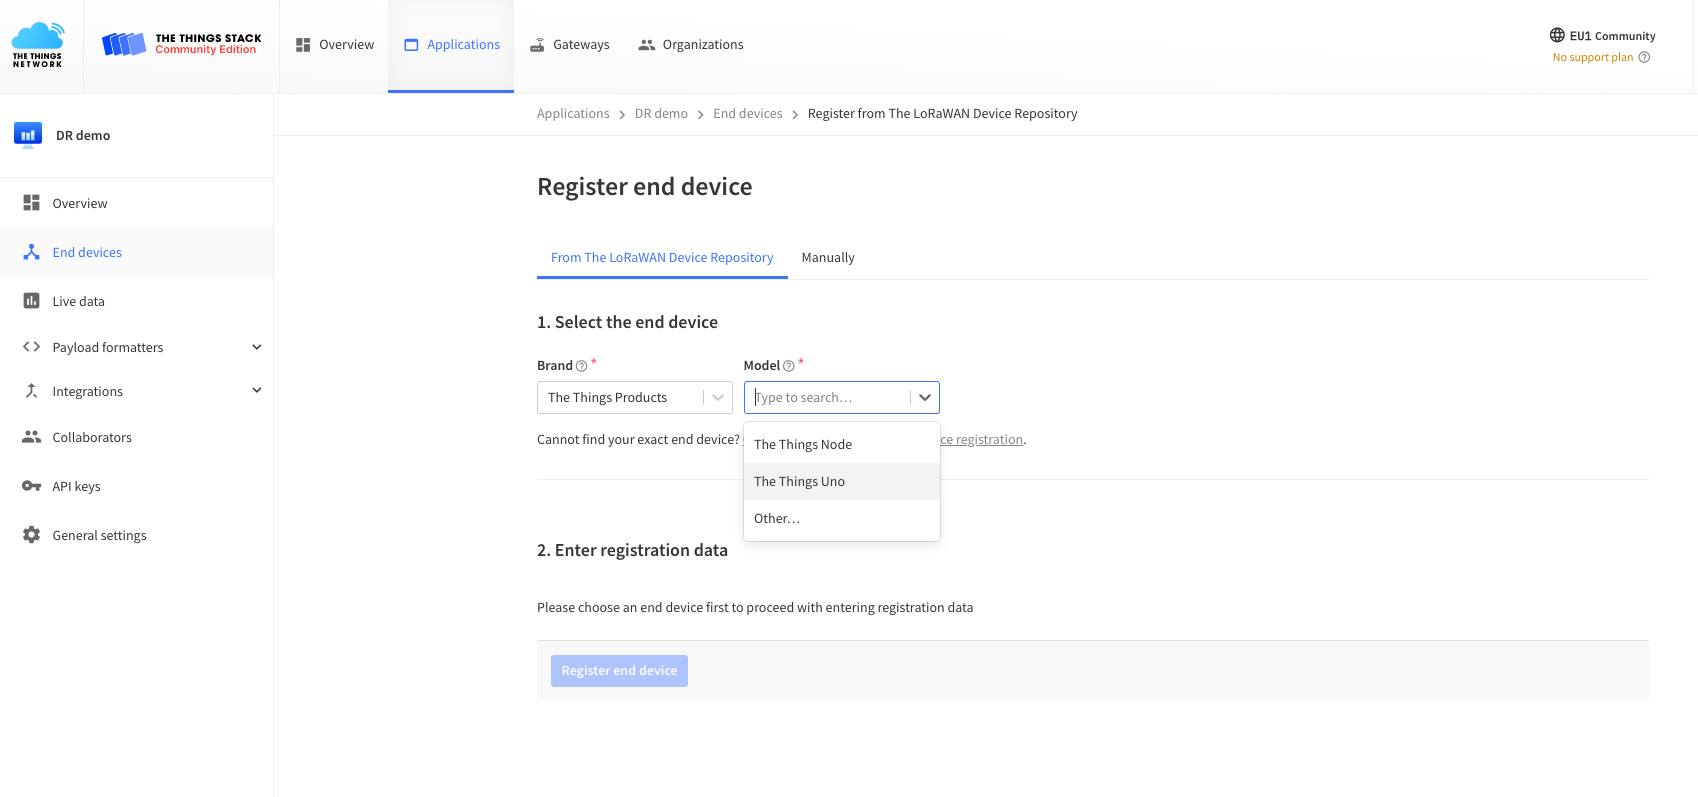 THE THINGS
NETWORK
THE THINGS STACK
Community Edition
Overview
Applications
Gateways
Organizations
EU1 Community
No support plan
DR demo
Overview
End devices
Live data
Payload formatters
Integrations
Collaborators
API keys
General settings
Applications > DR demo > End devices > Register from The LoRaWAN Device Repository
Register end device
From The LoRaWAN Device Repository
Manually
1. Select the end device
Brand *
Model *
The Things Products
Type to search…
Cannot find your exact end device? ce registration.
The Things Node
The Things Uno
Other…
2. Enter registration data
Please choose an end device first to proceed with entering registration data
Register end device